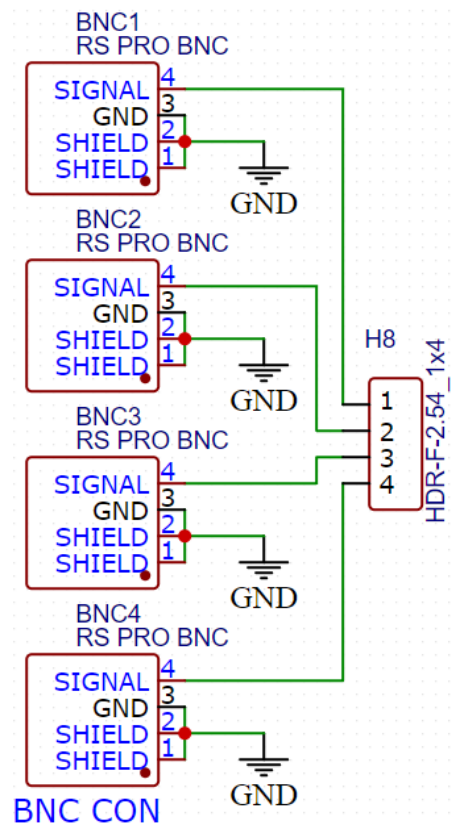 BNC1
RS PRO BNC
SIGNAL 4
GND 3
SHIELD 2
SHIELD 1
GND
BNC2
RS PRO BNC
SIGNAL 4
GND 3
SHIELD 2
SHIELD 1
GND
H8
1
2
3
4
HDR-F-2.54_1x4
BNC3
RS PRO BNC
SIGNAL 4
GND 3
SHIELD 2
SHIELD 1
GND
BNC4
RS PRO BNC
SIGNAL 4
GND 3
SHIELD 2
SHIELD 1
GND
BNC CON